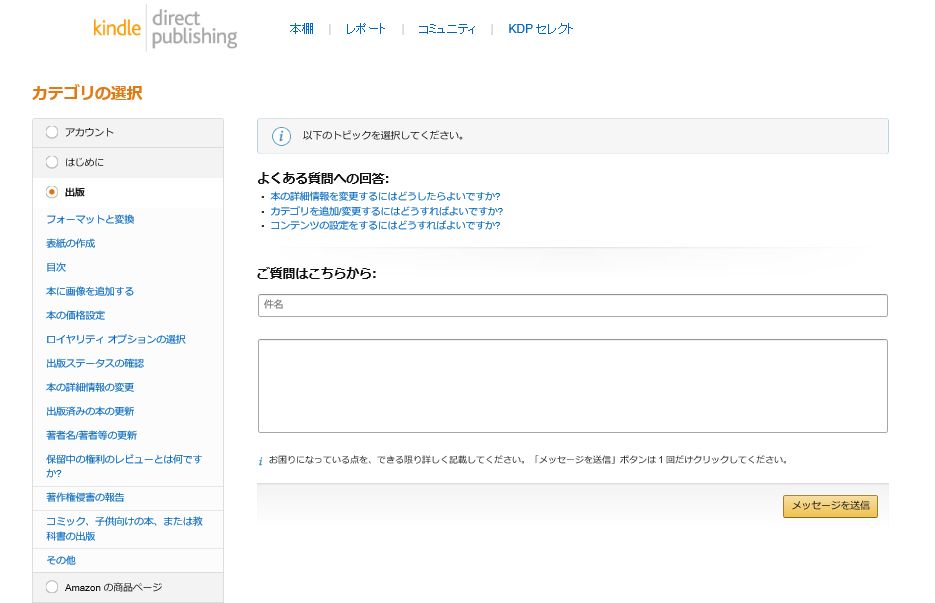 kindle direct publishing
本棚 | レポート | コミュニティ | KDP セレクト
カテゴリの選択
アカウント
はじめに
出版
フォーマットと変換
表紙の作成
目次
本に画像を追加する
本の価格設定
ロイヤリティ オプションの選択
出版ステータスの確認
本の詳細情報の変更
出版済みの本の更新
著者名/著者等の更新
保留中の権利のレビューとは何です
か?
著作権侵害の報告
コミック、子供向けの本、または教
科書の出版
その他
Amazon の商品ページ
i 以下のトピックを選択してください。
よくある質問への回答:
• 本の詳細情報を変更するにはどうしたらよいですか?
• カテゴリを追加/変更するにはどうすればよいですか?
• コンテンツの設定をするにはどうすればよいですか?
ご質問はこちらから:
件名
i お困りになっている点を、できる限り詳しく記載してください。「メッセージを送信」ボタンは 1 回だけクリックしてください。
メッセージを送信